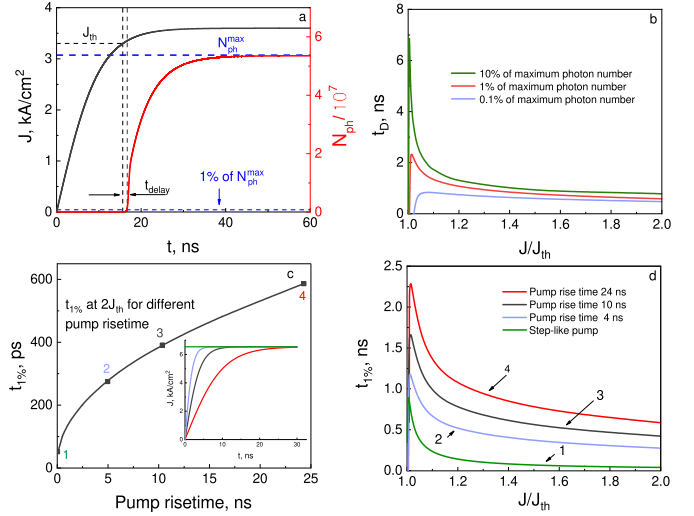 a
J_th
N_ph^max
t_delay
1% of N_ph^max
J, kA/cm²
N_ph/10⁷
t, ns
0 1 2 3 4
0 2 4 6
0 20 40 60
b
10% of maximum photon number
1% of maximum photon number
0.1% of maximum photon number
t_D, ns
0 2 4 6 8
1.0 1.2 1.4 1.6 1.8 2.0
J/J_th
c
t_1% at 2J_th for different
pump risetime
1 2 3 4
t_1%, ps
0 200 400 600
0 5 10 15 20 25
Pump risetime, ns
J, kA/cm²
0 2 4 6
0 10 20 30
t, ns
d
Pump rise time 24 ns
Pump rise time 10 ns
Pump rise time 4 ns
Step-like pump
4
3
2
1
t_1%, ns
0.0 0.5 1.0 1.5 2.0 2.5
1.0 1.2 1.4 1.6 1.8 2.0
J/J_th